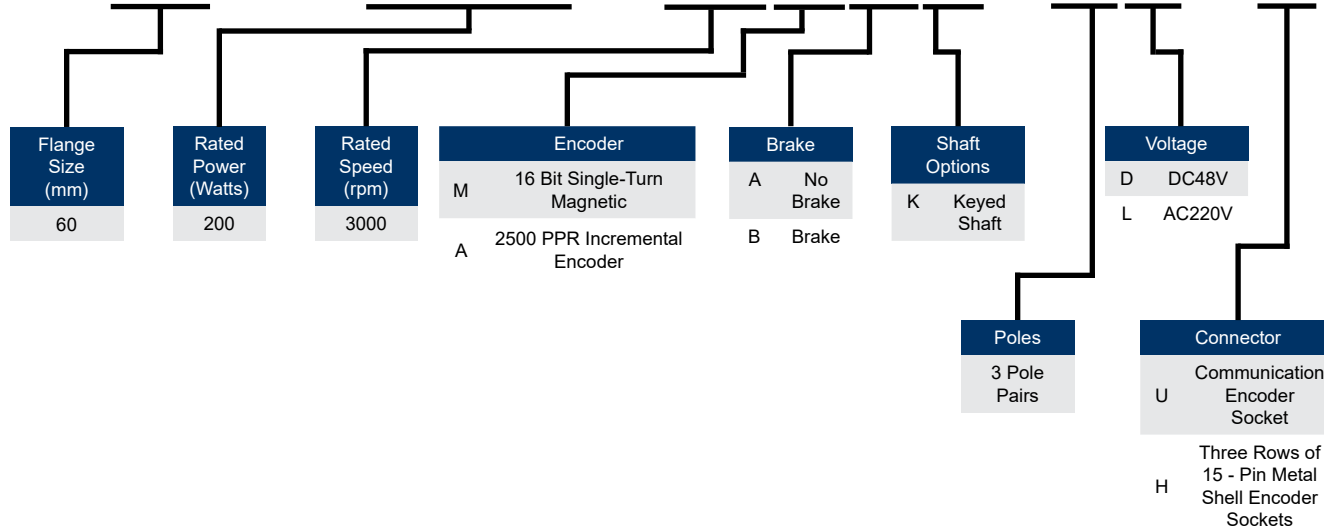 Flange
Size
(mm)
60
Rated
Power
(Watts)
200
Rated
Speed
(rpm)
3000
Encoder
M 16 Bit Single-Turn
Magnetic
A 2500 PPR Incremental
Encoder
Brake
A No
Brake
B Brake
Shaft
Options
K Keyed
Shaft
Voltage
D DC48V
L AC220V
Poles
3 Pole
Pairs
Connector
U Communication
Encoder
Socket
H Three Rows of
15 - Pin Metal
Shell Encoder
Sockets